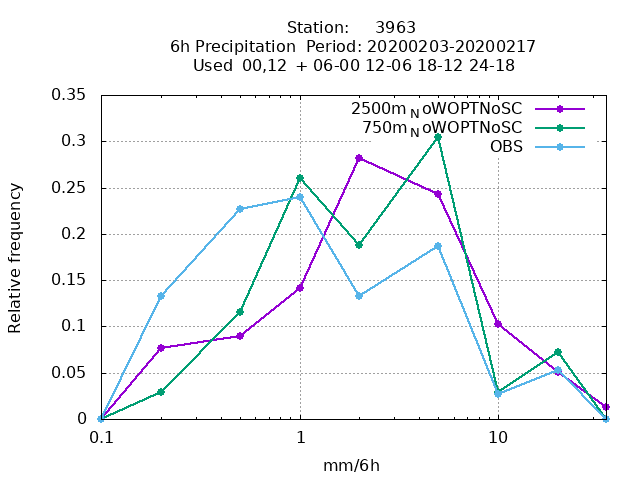 Station: 3963
6h Precipitation Period: 20200203-20200217
Used 00,12 + 06-00 12-06 18-12 24-18
2500m_NoWOPTNoSC
750m_NoWOPTNoSC
OBS
Relative frequency
0.35
0.3
0.25
0.2
0.15
0.1
0.05
0
0.1 1 10
mm/6h